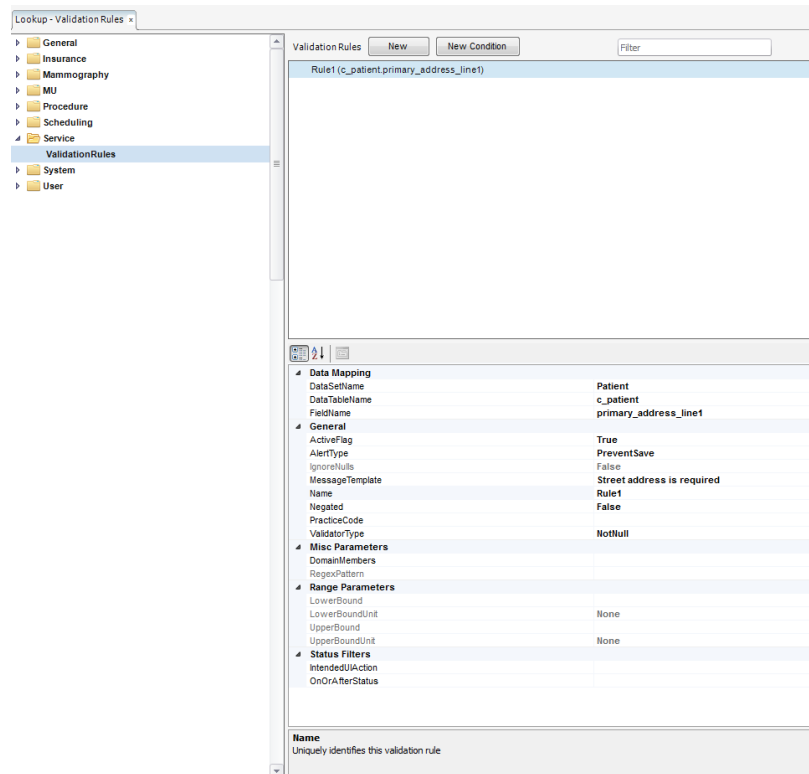 Lookup - Validation Rules ×
General
Insurance
Mammography
MU
Procedure
Scheduling
Service
ValidationRules
System
User
Validation Rules New New Condition Filter
Rule1 (c_patient.primary_address_line1)
Data Mapping
DataSetName Patient
DataTableName c_patient
FieldName primary_address_line1
General
ActiveFlag True
AlertType PreventSave
IgnoreNulls False
MessageTemplate Street address is required
Name Rule1
Negated False
PracticeCode
ValidatorType NotNull
Misc Parameters
DomainMembers
RegexPattern
Range Parameters
LowerBound
LowerBoundUnit None
UpperBound
UpperBoundUnit None
Status Filters
IntendedUIAction
OnOrAfterStatus
Name
Uniquely identifies this validation rule